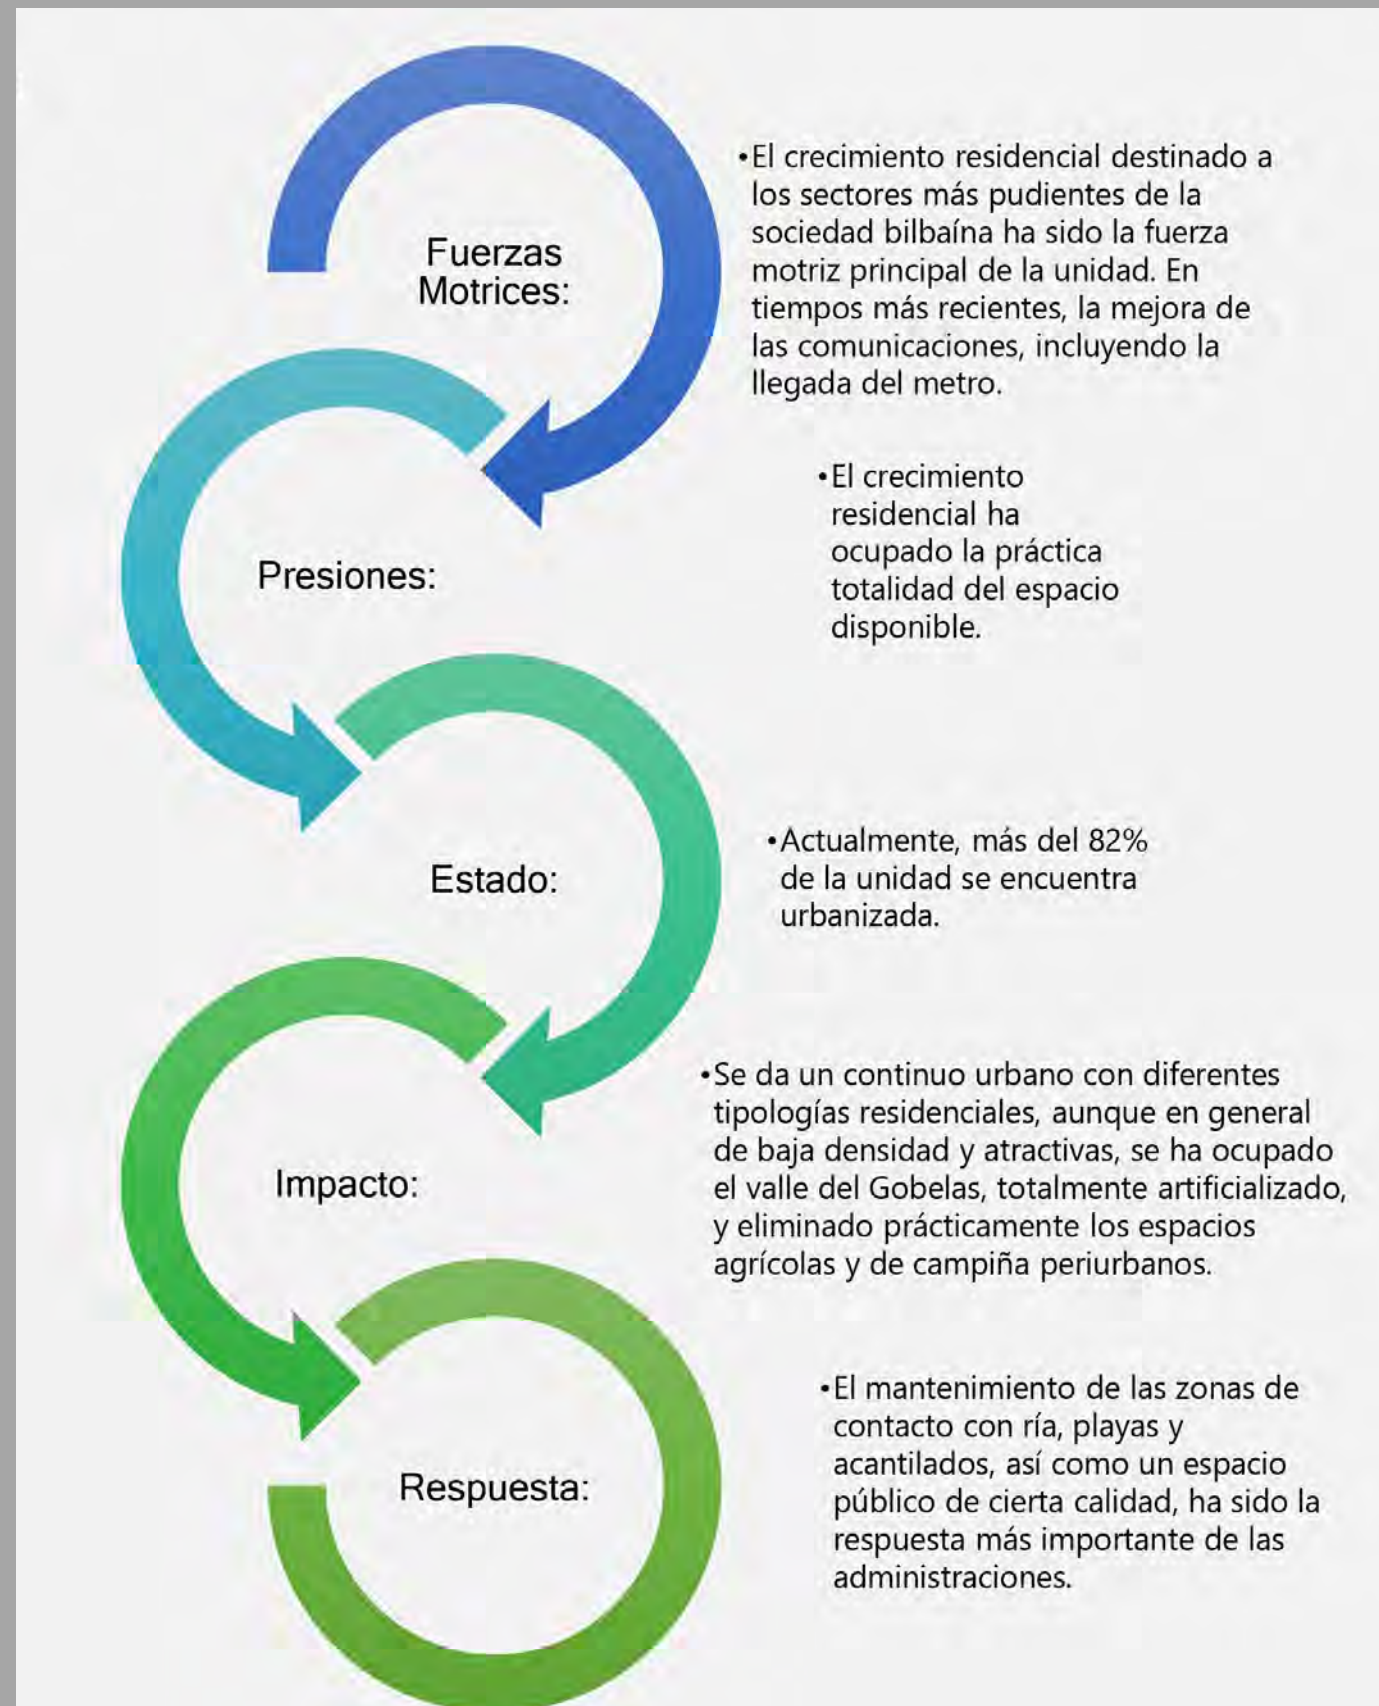 Fuerzas
Motrices:
•El crecimiento residencial destinado a
los sectores más pudientes de la
sociedad bilbaína ha sido la fuerza
motriz principal de la unidad. En
tiempos más recientes, la mejora de
las comunicaciones, incluyendo la
llegada del metro.
Presiones:
•El crecimiento
residencial ha
ocupado la práctica
totalidad del espacio
disponible.
Estado:
•Actualmente, más del 82%
de la unidad se encuentra
urbanizada.
Impacto:
•Se da un continuo urbano con diferentes
tipologías residenciales, aunque en general
de baja densidad y atractivas, se ha ocupado
el valle del Gobelas, totalmente artificializado,
y eliminado prácticamente los espacios
agrícolas y de campiña periurbanos.
Respuesta:
•El mantenimiento de las zonas de
contacto con ría, playas y
acantilados, así como un espacio
público de cierta calidad, ha sido la
respuesta más importante de las
administraciones.